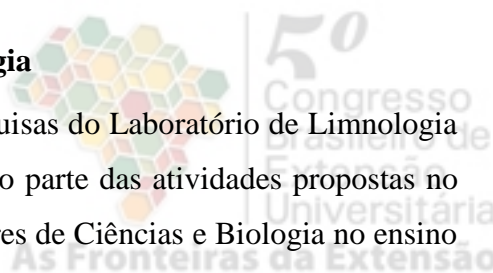 gia
5º
Congresso
Brasileiro de
Extensão
Universitária
As Fronteiras da Extensão
uisas do Laboratório de Limnologia
o parte das atividades propostas no
res de Ciências e Biologia no ensino